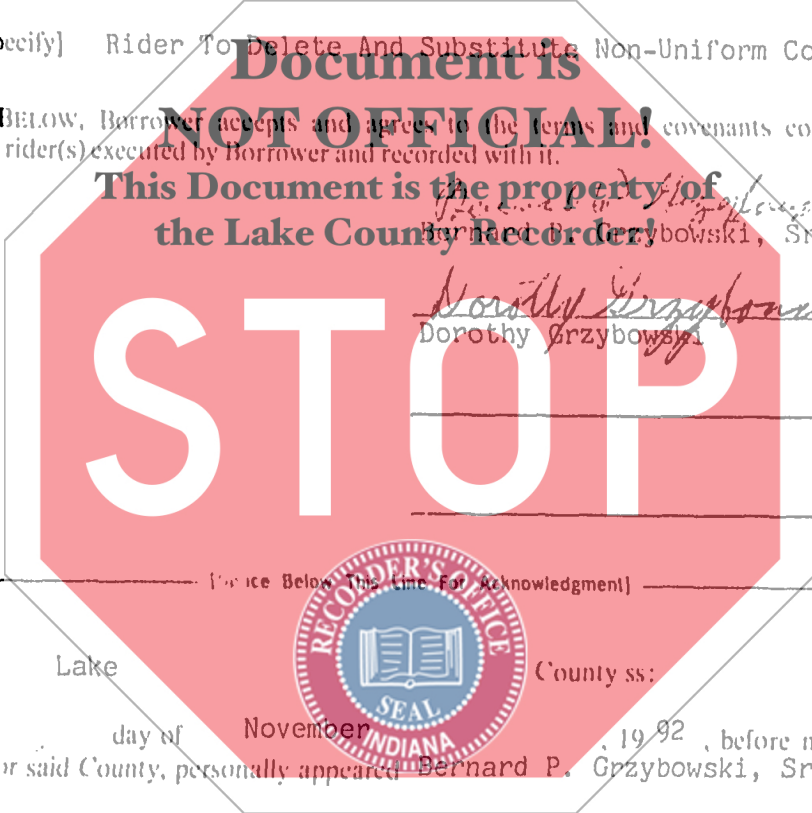 ecify] Rider To Delete And Substitute Non-Uniform Co
Document is
NOT OFFICIAL!
BELOW, Borrower accepts and agrees to the terms and covenants co
rider(s) executed by Borrower and recorded with it.
This Document is the property of
the Lake County Recorder!
Bernard P. Grzybowski, Sr
Dorothy Grzybows
Dorothy Grzybowski
STOP
Below This Line For Acknowledgment]
RECORDER'S OFFICE
SEAL
INDIANA
Lake County ss:
day of November , 19 92 , before m
or said County, personally appeared Bernard P. Grzybowski, Sr